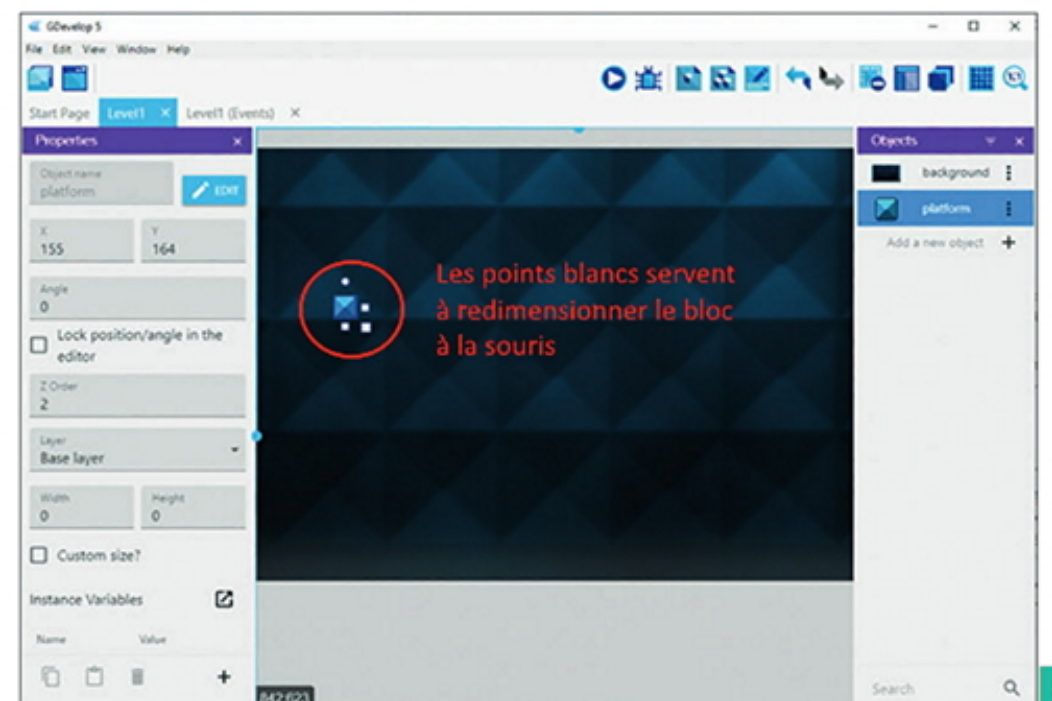 GDevelop 5
File Edit View Window Help
Start Page Level1 × Level1 (Events) ×
Properties ×
Object name
platform
EDIT
X
155
Y
164
Angle
0
Lock position/angle in the
editor
Z Order
2
Layer
Base layer
Width
0
Height
0
Custom size?
Instance Variables
Name Value
Les points blancs servent
à redimensionner le bloc
à la souris
842:623
Objects ×
background
platform
Add a new object +
Search